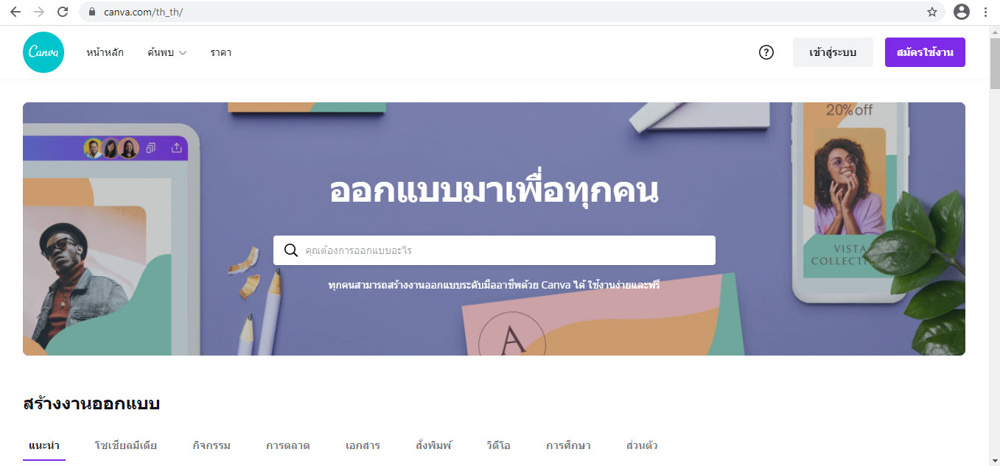 canva.com/th_th/
Canva หน้าหลัก ค้นพบ ราคา เข้าสู่ระบบ สมัครใช้งาน
20% off
ออกแบบมาเพื่อทุกคน
คุณต้องการออกแบบอะไร
VISTA
COLLECTI
ทุกคนสามารถสร้างงานออกแบบระดับมืออาชีพด้วย Canva ได้ ใช้งานง่ายและฟรี
A
สร้างงานออกแบบ
แนะนำ โซเชียลมีเดีย กิจกรรม การตลาด เอกสาร สั่งพิมพ์ วิดีโอ การศึกษา ส่วนตัว